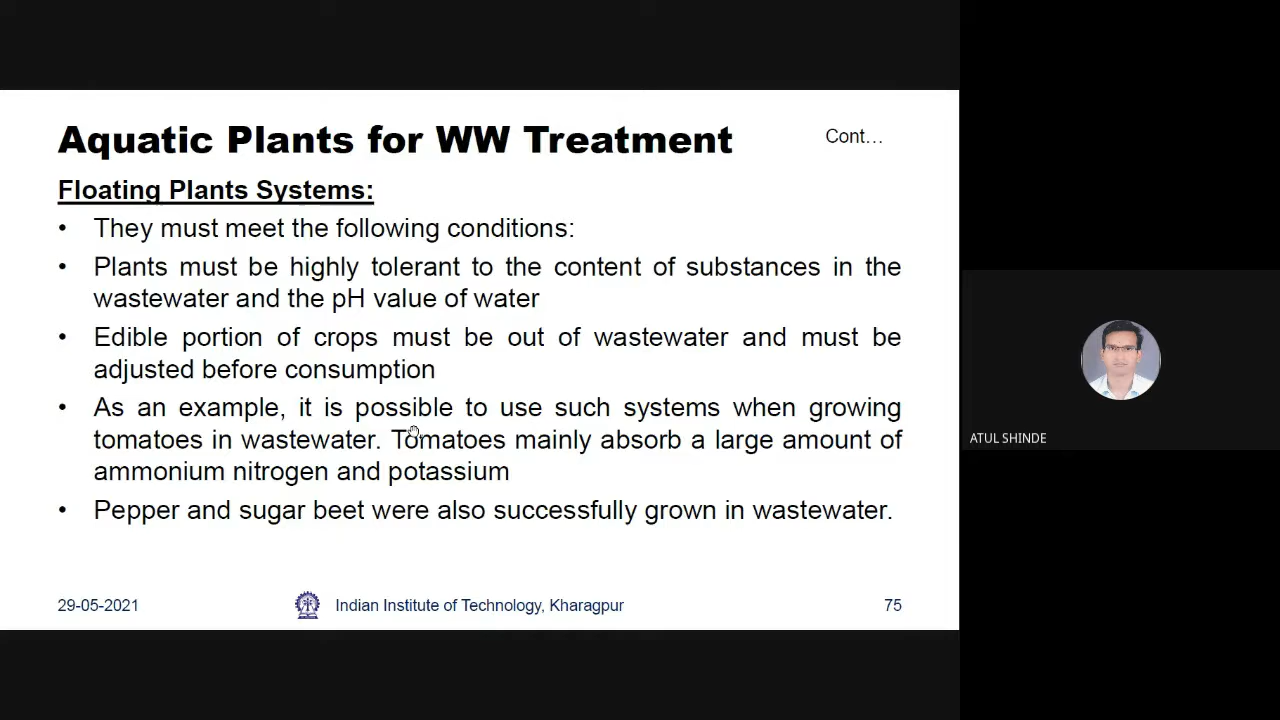 Aquatic Plants for WW Treatment
Cont...
Floating Plants Systems:
• They must meet the following conditions:
• Plants must be highly tolerant to the content of substances in the
wastewater and the pH value of water
• Edible portion of crops must be out of wastewater and must be
adjusted before consumption
• As an example, it is possible to use such systems when growing
tomatoes in wastewater. Tomatoes mainly absorb a large amount of
ammonium nitrogen and potassium
• Pepper and sugar beet were also successfully grown in wastewater.
29-05-2021
Indian Institute of Technology, Kharagpur
75
ATUL SHINDE